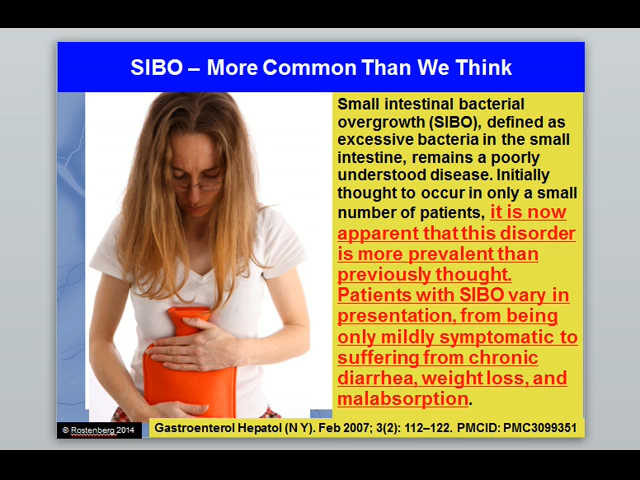 SIBO – More Common Than We Think
Small intestinal bacterial
overgrowth (SIBO), defined as
excessive bacteria in the small
intestine, remains a poorly
understood disease. Initially
thought to occur in only a small
number of patients, it is now
apparent that this disorder
is more prevalent than
previously thought.
Patients with SIBO vary in
presentation, from being
only mildly symptomatic to
suffering from chronic
diarrhea, weight loss, and
malabsorption.
© Rostenberg 2014
Gastroenterol Hepatol (N Y). Feb 2007; 3(2): 112–122. PMCID: PMC3099351